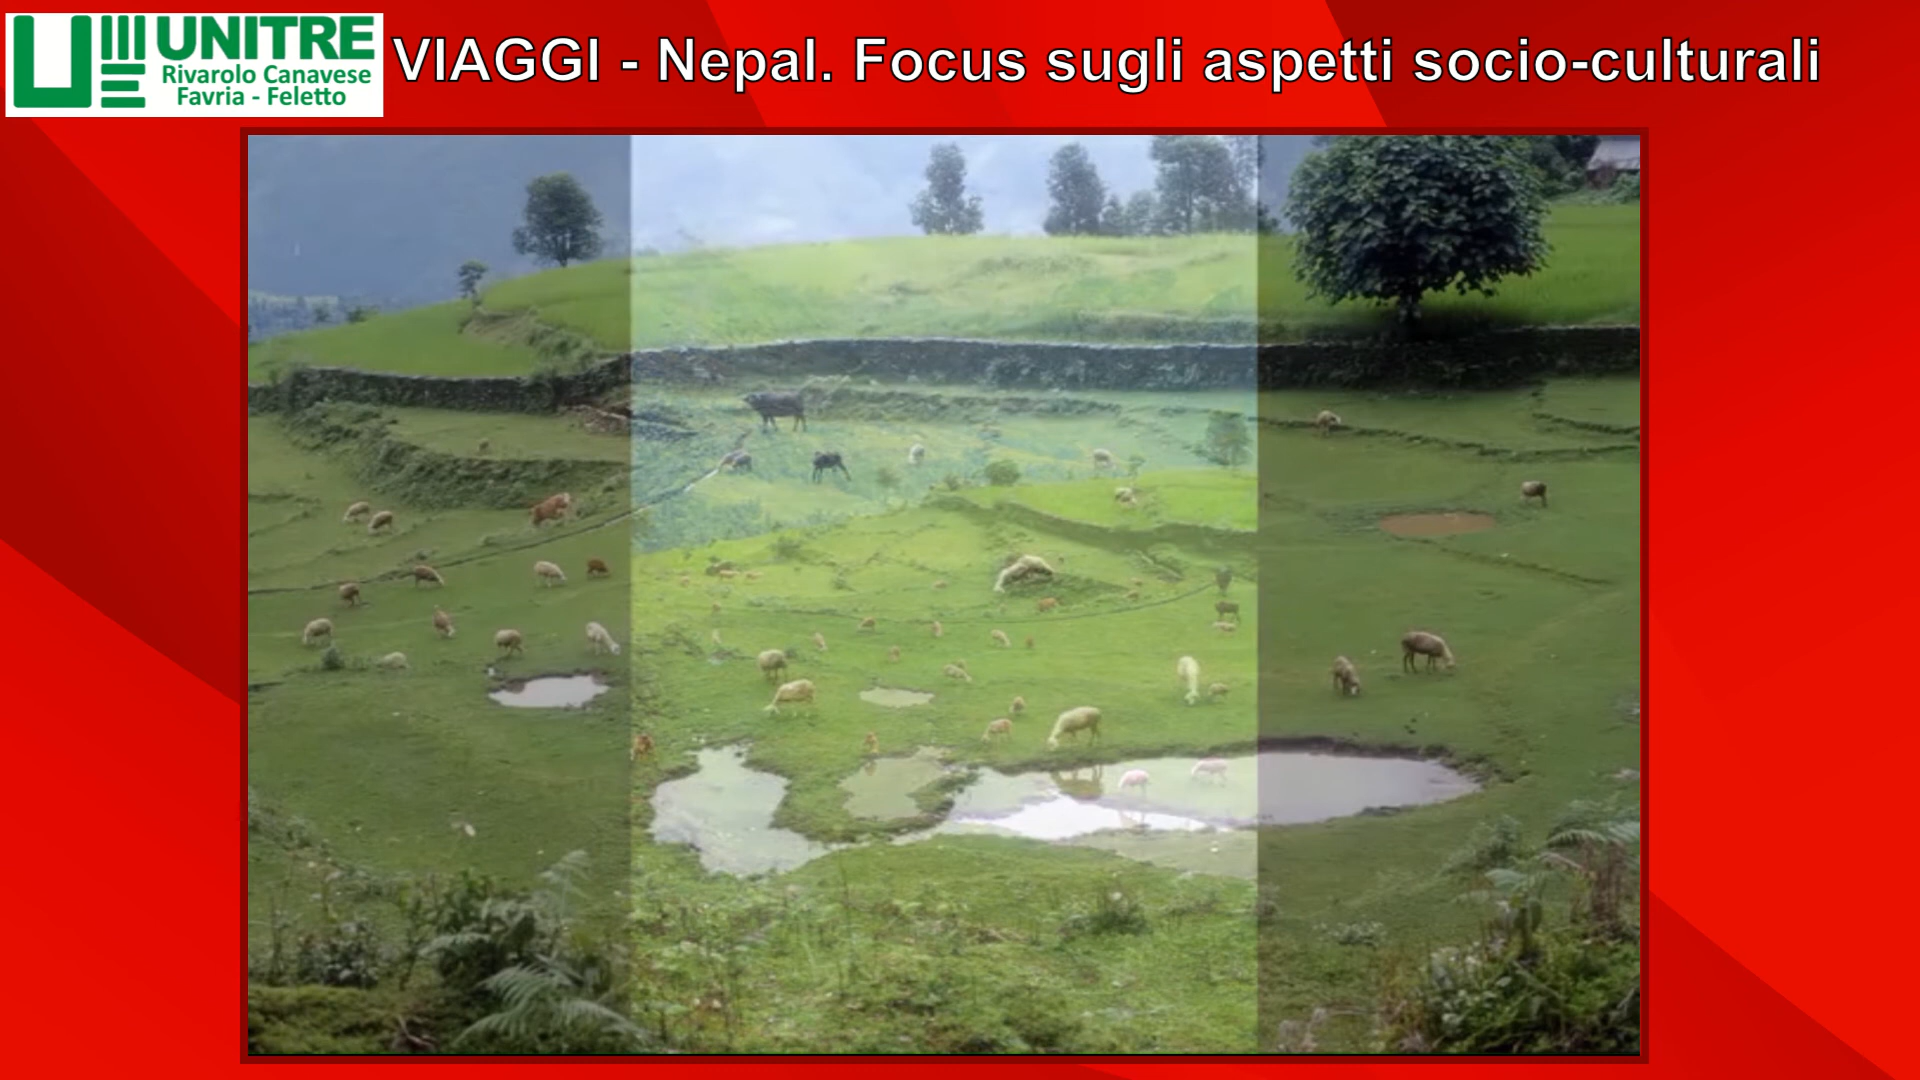 UNITRE
Rivarolo Canavese
Favria - Feletto
VIAGGI - Nepal. Focus sugli aspetti socio-culturali